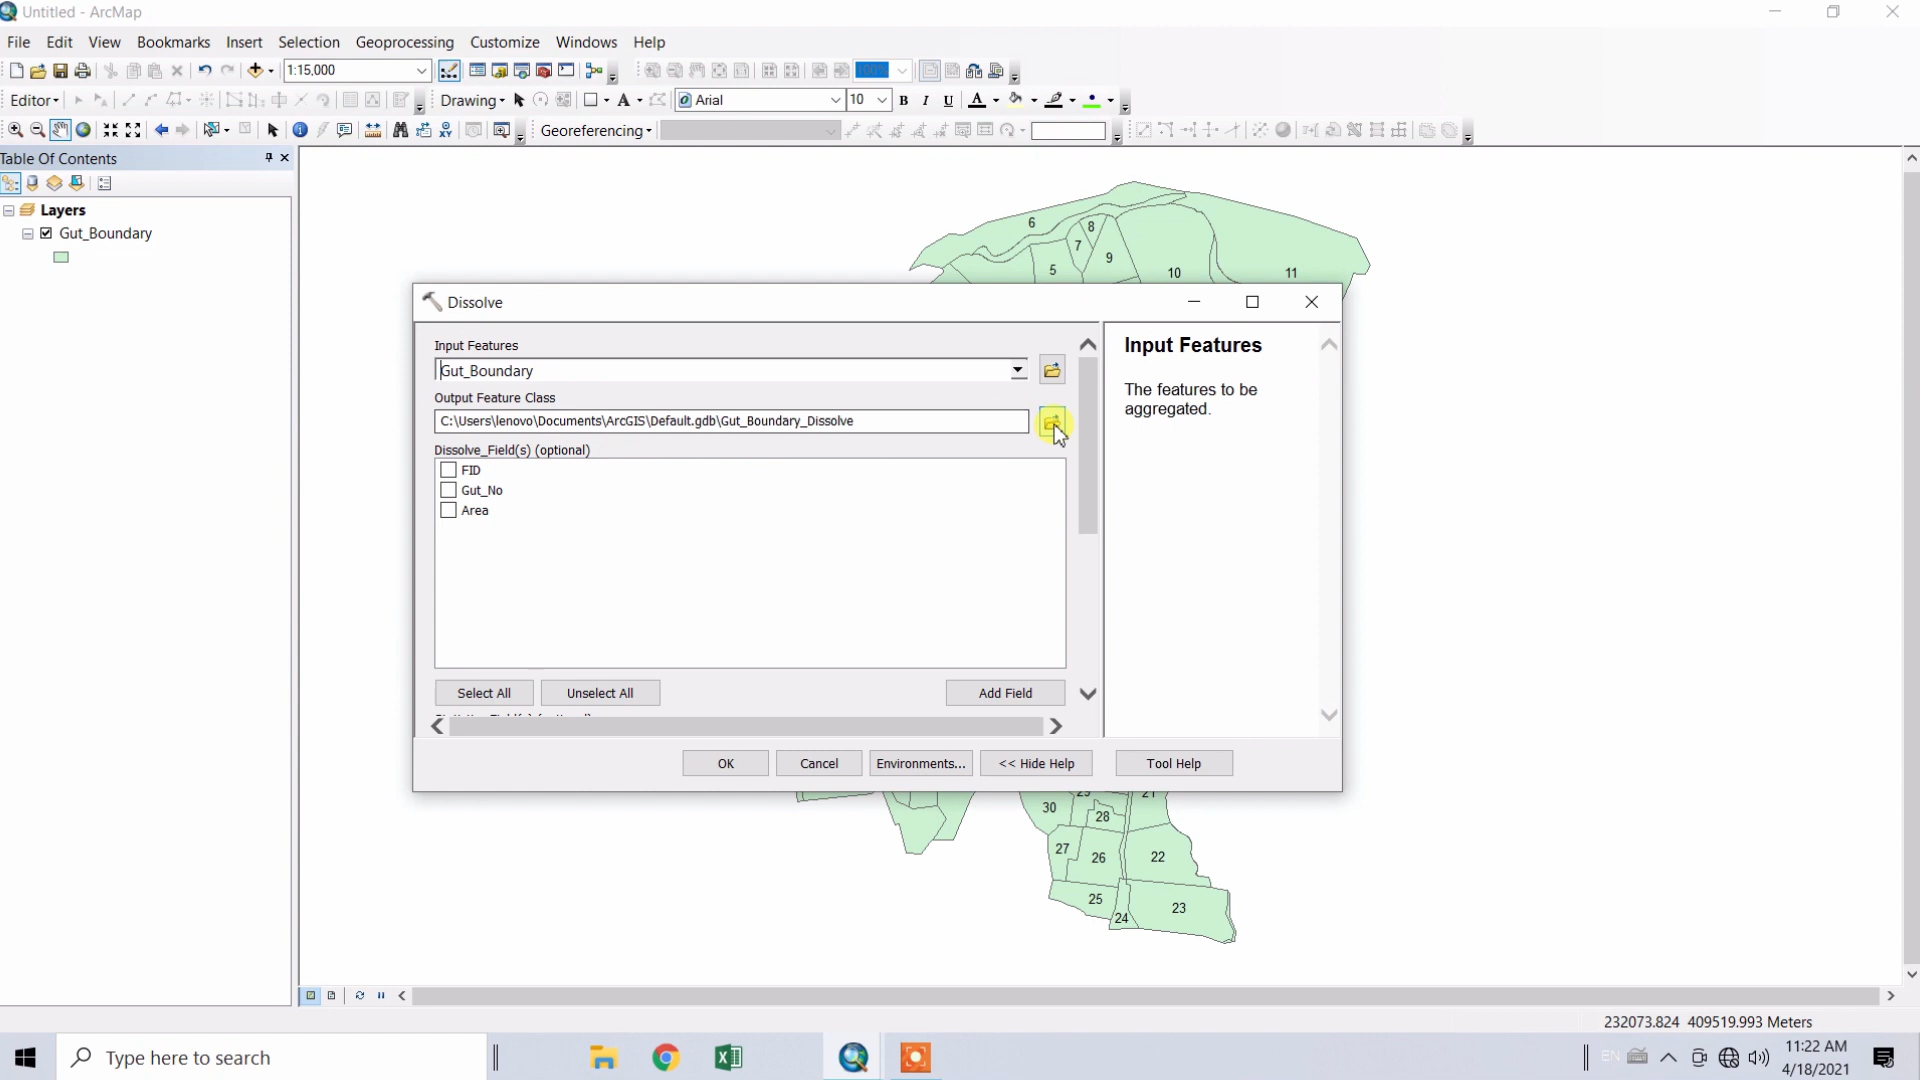 Untitled - ArcMap
File Edit View Bookmarks Insert Selection Geoprocessing Customize Windows Help
1:15,000
100%
Editor Drawing A Arial 10 B I U A
Georeferencing
Table Of Contents
Layers
Gut_Boundary
6
8
7
9
5
10
11
Dissolve
Input Features
Gut_Boundary
Output Feature Class
C:\Users\lenovo\Documents\ArcGIS\Default.gdb\Gut_Boundary_Dissolve
Dissolve_Field(s) (optional)
FID
Gut_No
Area
Select All Unselect All Add Field
Input Features
The features to be
aggregated.
OK Cancel Environments... << Hide Help Tool Help
29
21
30
28
27
26
22
25
24
23
232073.824 409519.993 Meters
Type here to search
EN
11:22 AM
4/18/2021